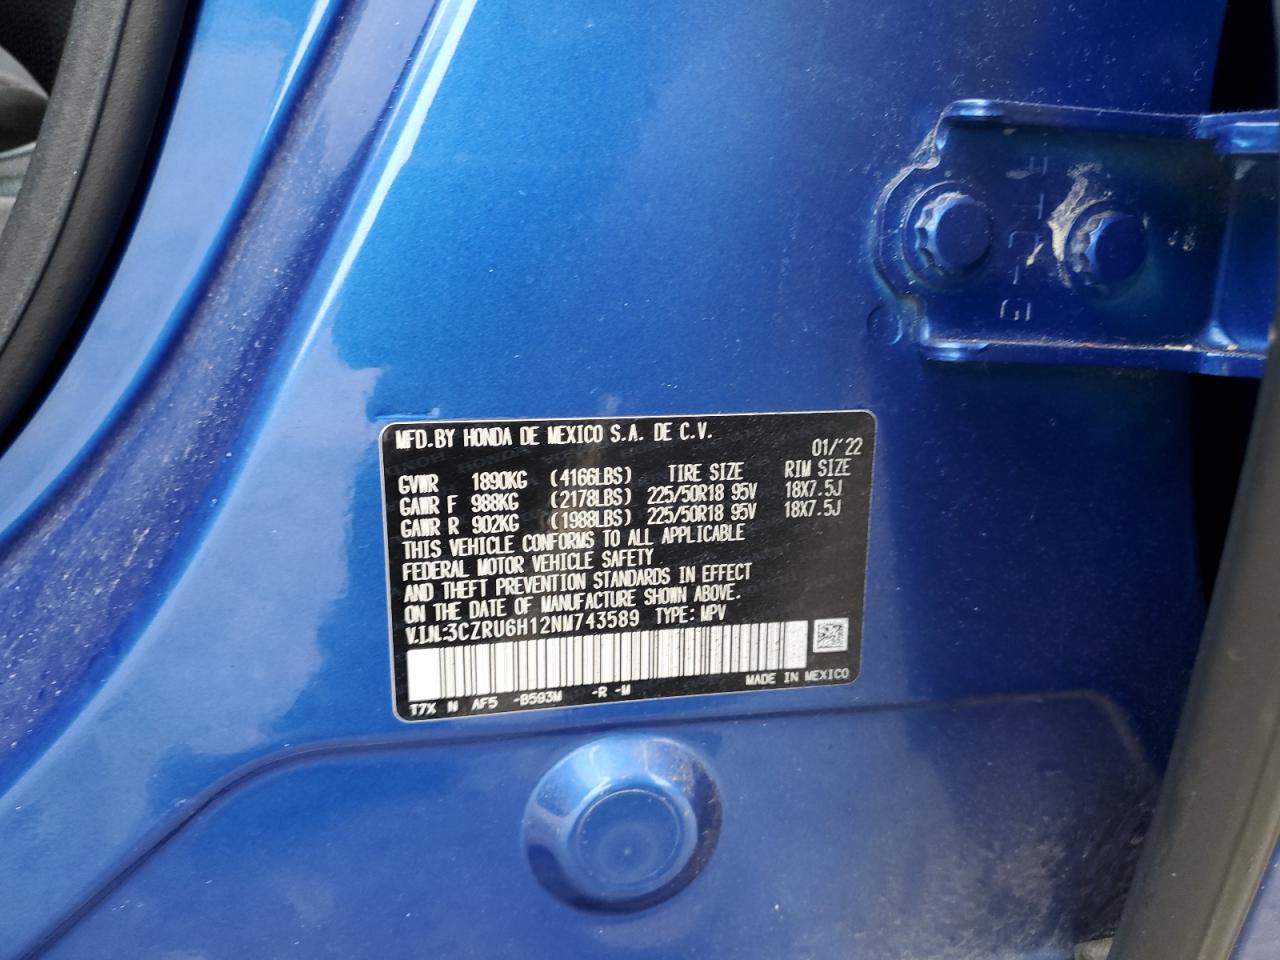 FTC-G
MFD.BY HONDA DE MEXICO S.A. DE C.V.
01/'22
GVWR 1890KG (4166LBS) TIRE SIZE RIM SIZE
GAWR F 988KG (2178LBS) 225/50R18 95V 18X7.5J
GAWR R 902KG (1988LBS) 225/50R18 95V 18X7.5J
THIS VEHICLE CONFORMS TO ALL APPLICABLE
FEDERAL MOTOR VEHICLE SAFETY
AND THEFT PREVENTION STANDARDS IN EFFECT
ON THE DATE OF MANUFACTURE SHOWN ABOVE.
V.I.N.:3CZRU6H12NM743589 TYPE: MPV
MADE IN MEXICO
T7X N AF5 -B593M -R -M